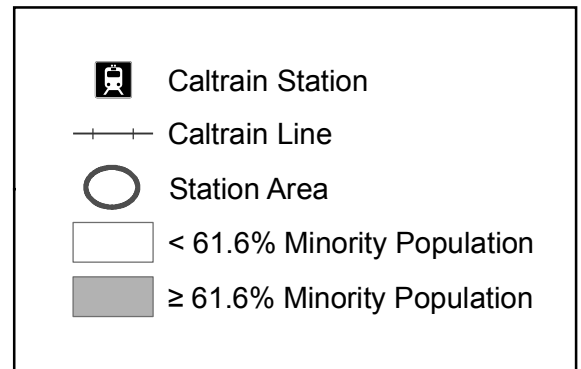 Caltrain Station
Caltrain Line
Station Area
< 61.6% Minority Population
≥ 61.6% Minority Population